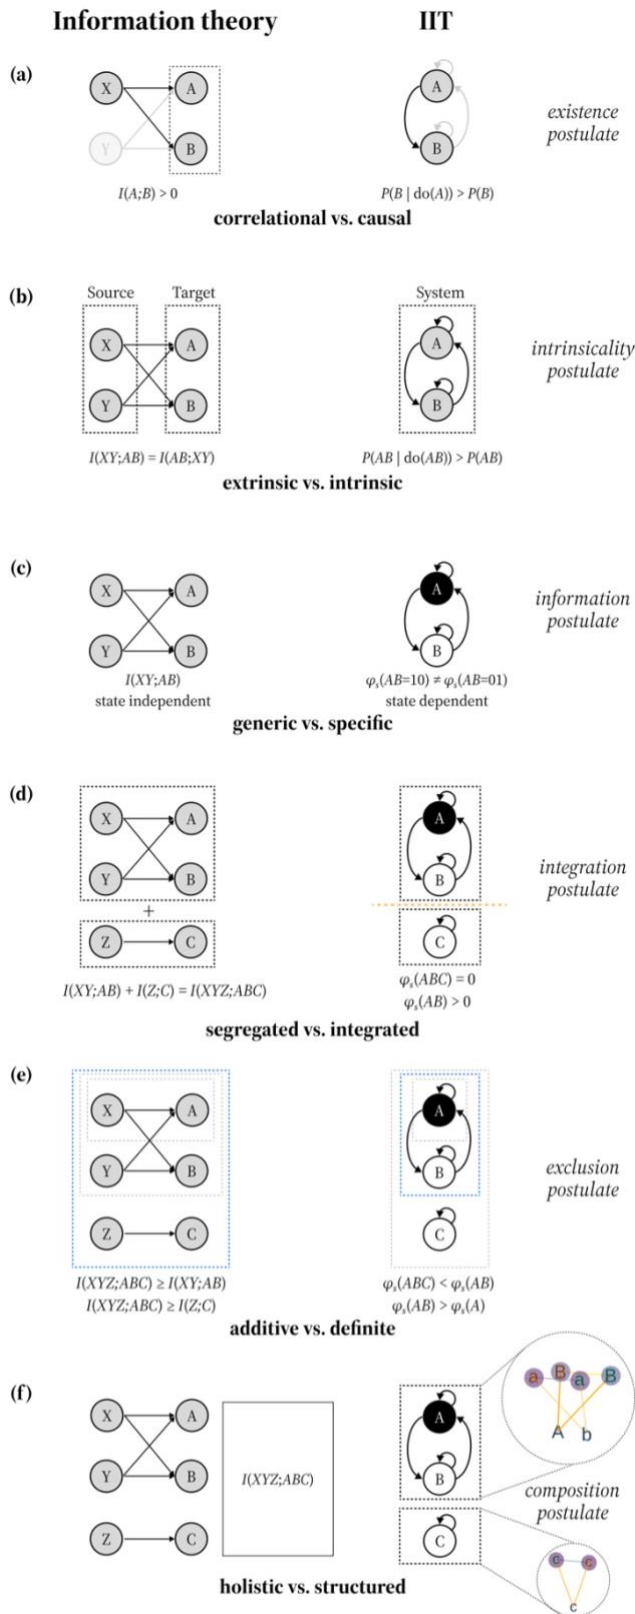 Information theory IIT
(a)
X A
Y B
A
B
existence
postulate
I(A;B) > 0
P(B | do(A)) > P(B)
correlational vs. causal
(b)
Source Target
System
X A
Y B
A
B
intrinsicality
postulate
I(XY;AB) = I(AB;XY)
P(AB | do(AB)) > P(AB)
extrinsic vs. intrinsic
(c)
X A
Y B
A
B
information
postulate
I(XY;AB)
state independent
φs(AB=10) ≠ φs(AB=01)
state dependent
generic vs. specific
(d)
X A
Y B
+
Z C
A
B
C
integration
postulate
I(XY;AB) + I(Z;C) = I(XYZ;ABC)
φs(ABC) = 0
φs(AB) > 0
segregated vs. integrated
(e)
X A
Y B
Z C
A
B
C
exclusion
postulate
I(XYZ;ABC) ≥ I(XY;AB)
I(XYZ;ABC) ≥ I(Z;C)
φs(ABC) < φs(AB)
φs(AB) > φs(A)
additive vs. definite
(f)
X A
Y B
Z C
I(XYZ;ABC)
A
B
C
a B a B
A b
composition
postulate
c c
c
holistic vs. structured